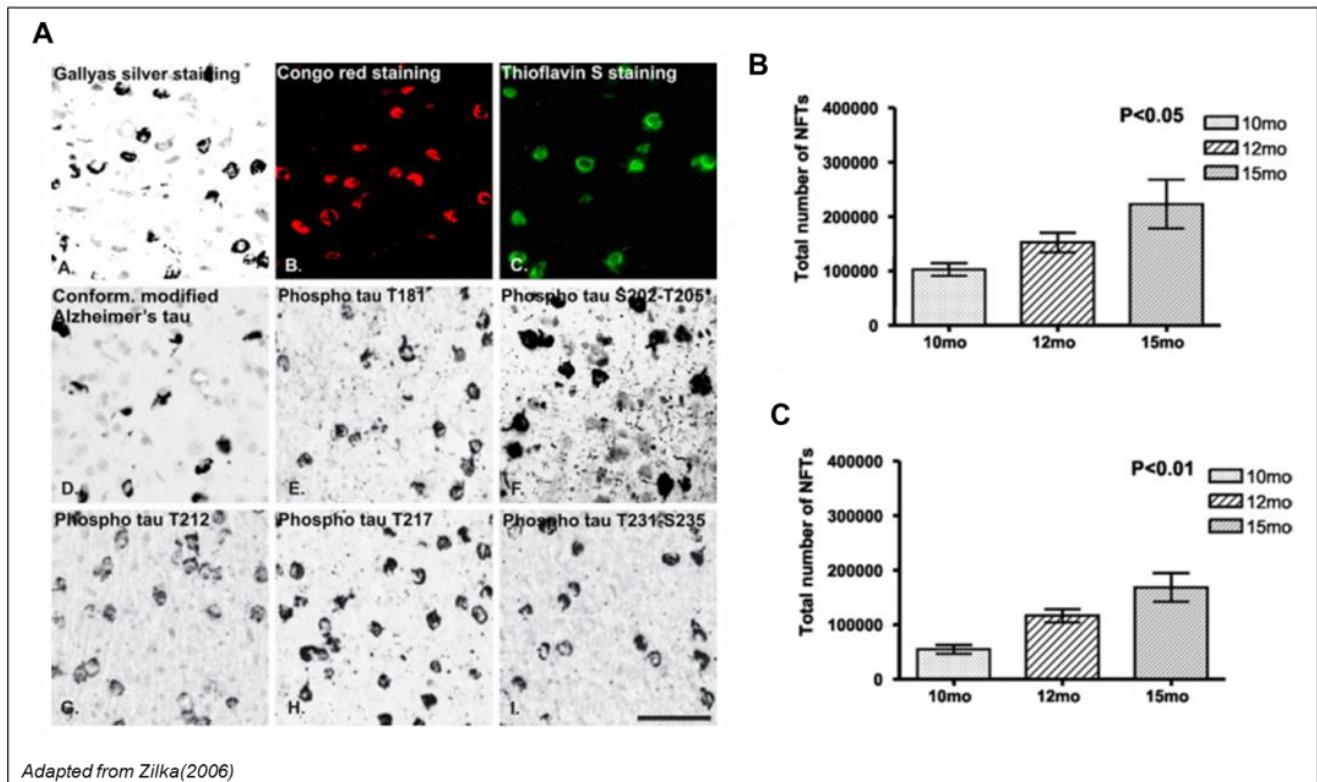 A
Gallyas silver staining
Congo red staining
Thioflavin S staining
A.
B.
C.
Conform. modified
Alzheimer's tau
Phospho tau T181
Phospho tau S202-T205*
D.
E.
F.
Phospho tau T212
Phospho tau T217
Phospho tau T231-S235
G.
H.
I.
B
Total number of NFTs
400000
300000
200000
100000
0
P<0.05
10mo
12mo
15mo
10mo
12mo
15mo
C
Total number of NFTs
400000
300000
200000
100000
0
P<0.01
10mo
12mo
15mo
10mo
12mo
15mo
Adapted from Zilka(2006)